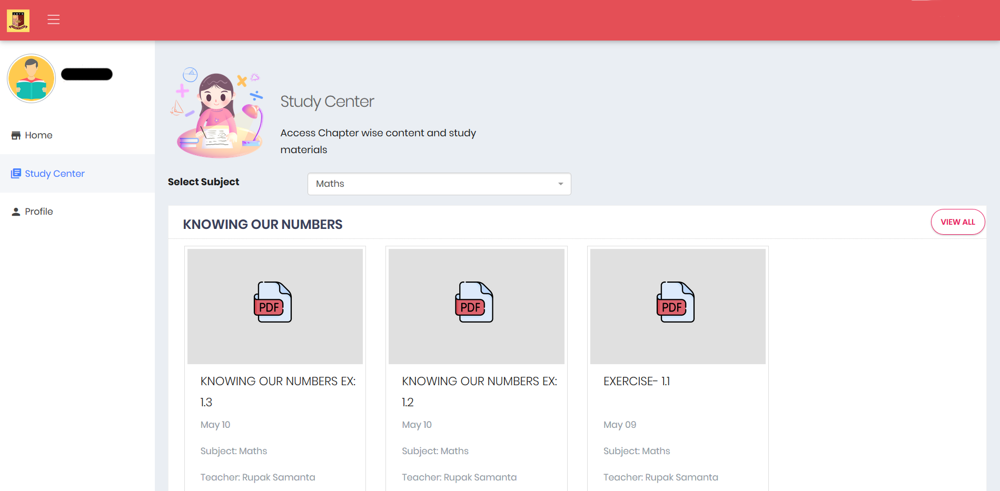 Home
Study Center
Profile
Study Center
Access Chapter wise content and study
materials
Select Subject
Maths
KNOWING OUR NUMBERS
VIEW ALL
PDF
KNOWING OUR NUMBERS EX:
1.3
May 10
Subject: Maths
Teacher: Rupak Samanta
PDF
KNOWING OUR NUMBERS EX:
1.2
May 10
Subject: Maths
Teacher: Rupak Samanta
PDF
EXERCISE- 1.1
May 09
Subject: Maths
Teacher: Rupak Samanta